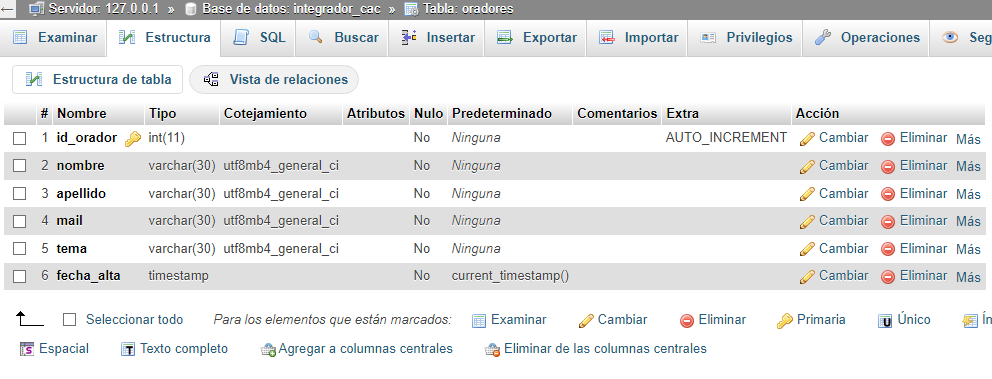 Servidor: 127.0.0.1 » Base de datos: integrador_cac » Tabla: oradores
Examinar Estructura SQL Buscar Insertar Exportar Importar Privilegios Operaciones Seg
Estructura de tabla Vista de relaciones
# Nombre Tipo Cotejamiento Atributos Nulo Predeterminado Comentarios Extra Acción
1 id_orador int(11) No Ninguna AUTO_INCREMENT Cambiar Eliminar Más
2 nombre varchar(30) utf8mb4_general_ci No Ninguna Cambiar Eliminar Más
3 apellido varchar(30) utf8mb4_general_ci No Ninguna Cambiar Eliminar Más
4 mail varchar(30) utf8mb4_general_ci No Ninguna Cambiar Eliminar Más
5 tema varchar(30) utf8mb4_general_ci No Ninguna Cambiar Eliminar Más
6 fecha_alta timestamp No current_timestamp() Cambiar Eliminar Más
Seleccionar todo Para los elementos que están marcados: Examinar Cambiar Eliminar Primaria Único Ín
Espacial Texto completo Agregar a columnas centrales Eliminar de las columnas centrales